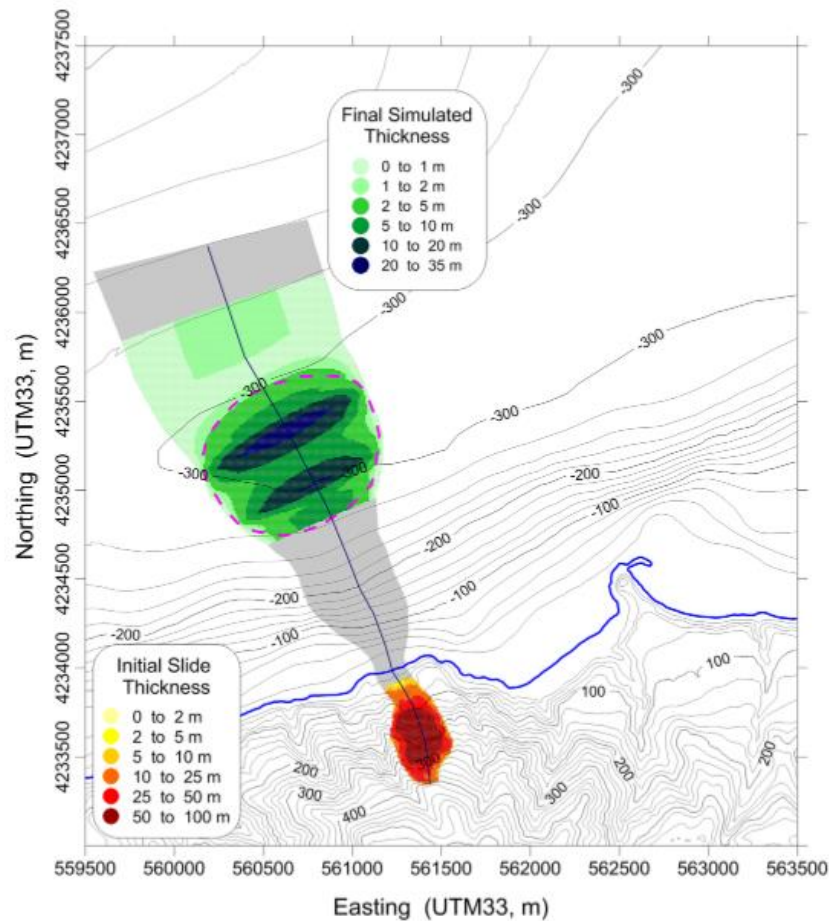 4237500
4237000
4236500
4236000
4235500
4235000
4234500
4234000
4233500
Northing (UTM33, m)
Final Simulated
Thickness
0 to 1 m
1 to 2 m
2 to 5 m
5 to 10 m
10 to 20 m
20 to 35 m
-300
-300
-300
-300
-300
-300
-300
-300
-200
-100
-200
-100
-200
-100
-200
Initial Slide
Thickness
0 to 2 m
2 to 5 m
5 to 10 m
10 to 25 m
25 to 50 m
50 to 100 m
100
100
200
300
400
300
200
200
559500 560000 560500 561000 561500 562000 562500 563000 563500
Easting (UTM33, m)